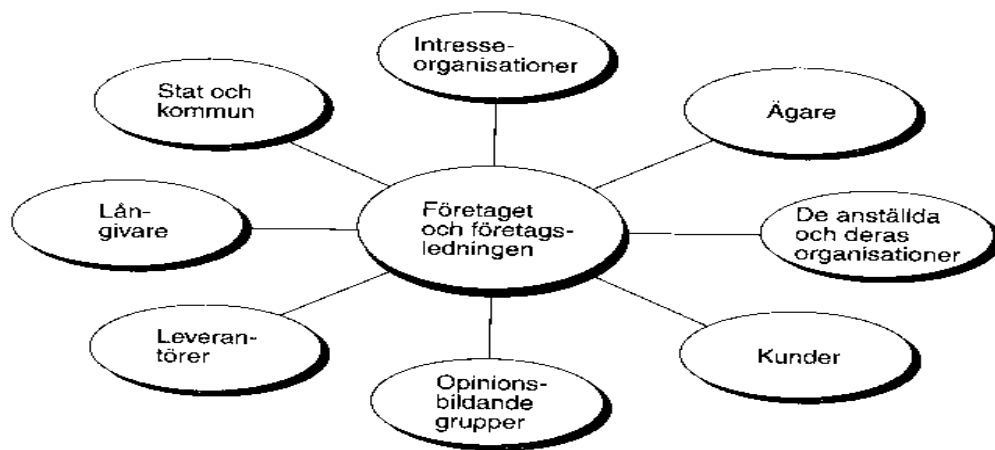 Intresse-
organisationer
Stat och
kommun
Ägare
Lån-
givare
Företaget
och företags-
ledningen
De anställda
och deras
organisationer
Leveran-
törer
Kunder
Opinions-
bildande
grupper